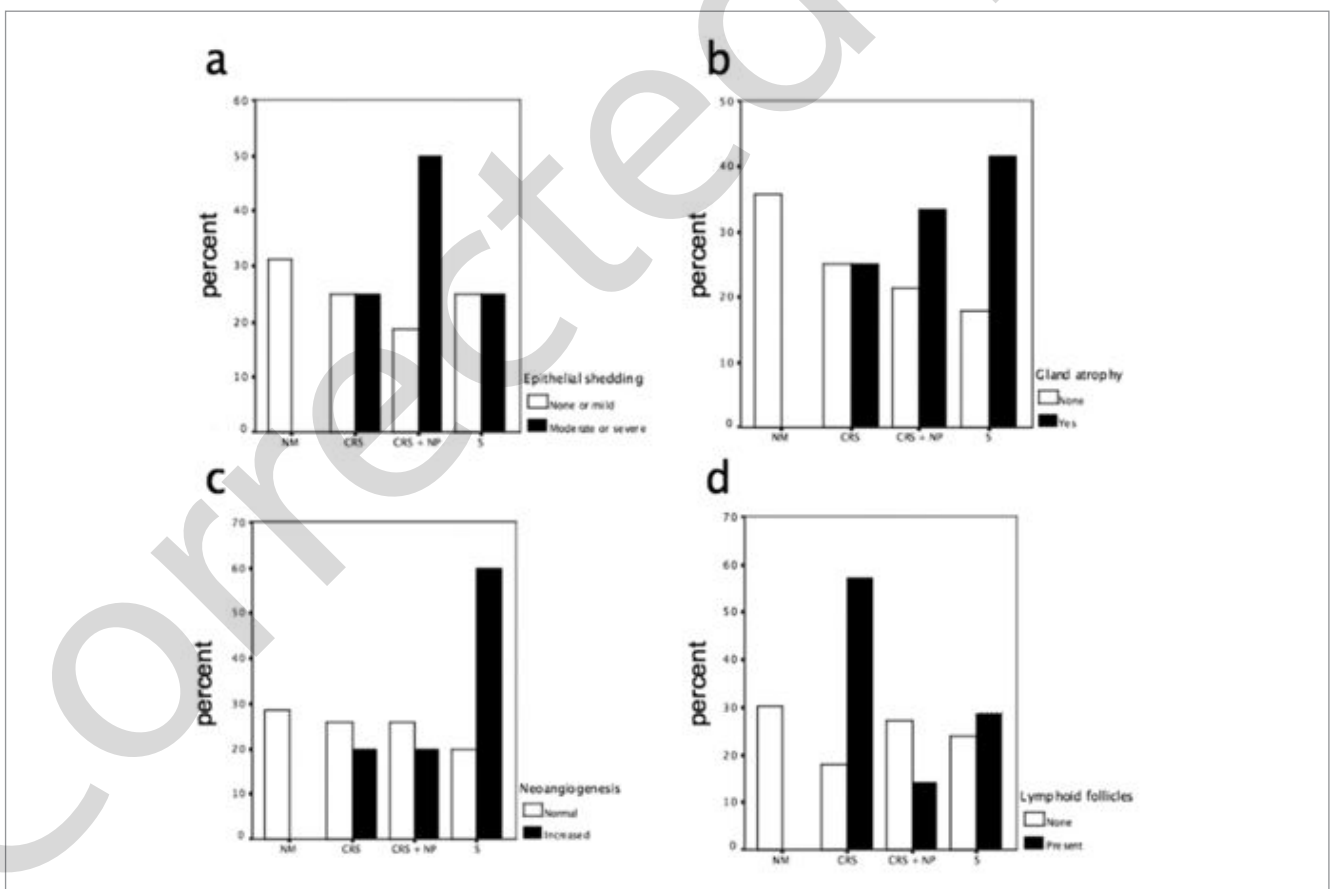 Corrected
a
percent
60
50
40
30
20
10
0
NM CRS CRS + NP S
Epithelial shedding
None or mild
Moderate or severe
b
percent
50
40
30
20
10
0
NM CRS CRS + NP S
Gland atrophy
None
Yes
c
percent
70
60
50
40
30
20
10
0
NM CRS CRS + NP S
Neoangiogenesis
Normal
Increased
d
percent
70
60
50
40
30
20
10
0
NM CRS CRS + NP S
Lymphoid follicles
None
Present